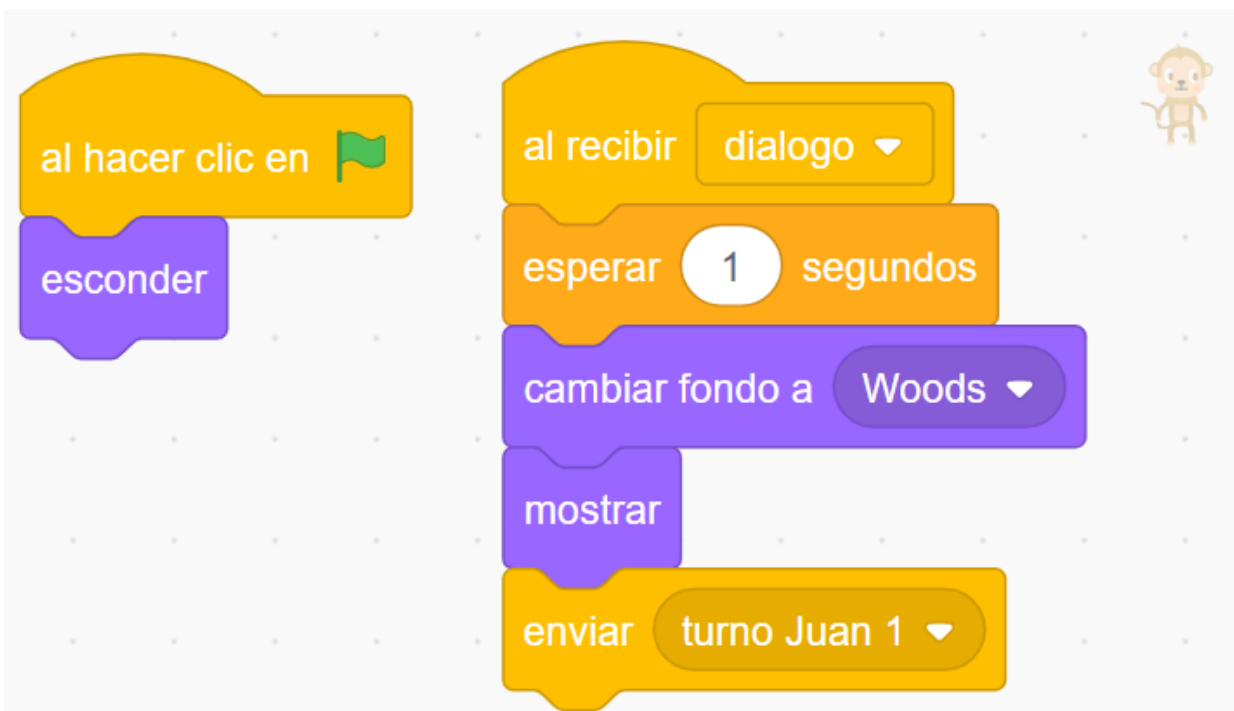 al hacer clic en
esconder
al recibir dialogo
esperar 1 segundos
cambiar fondo a Woods
mostrar
enviar turno Juan 1